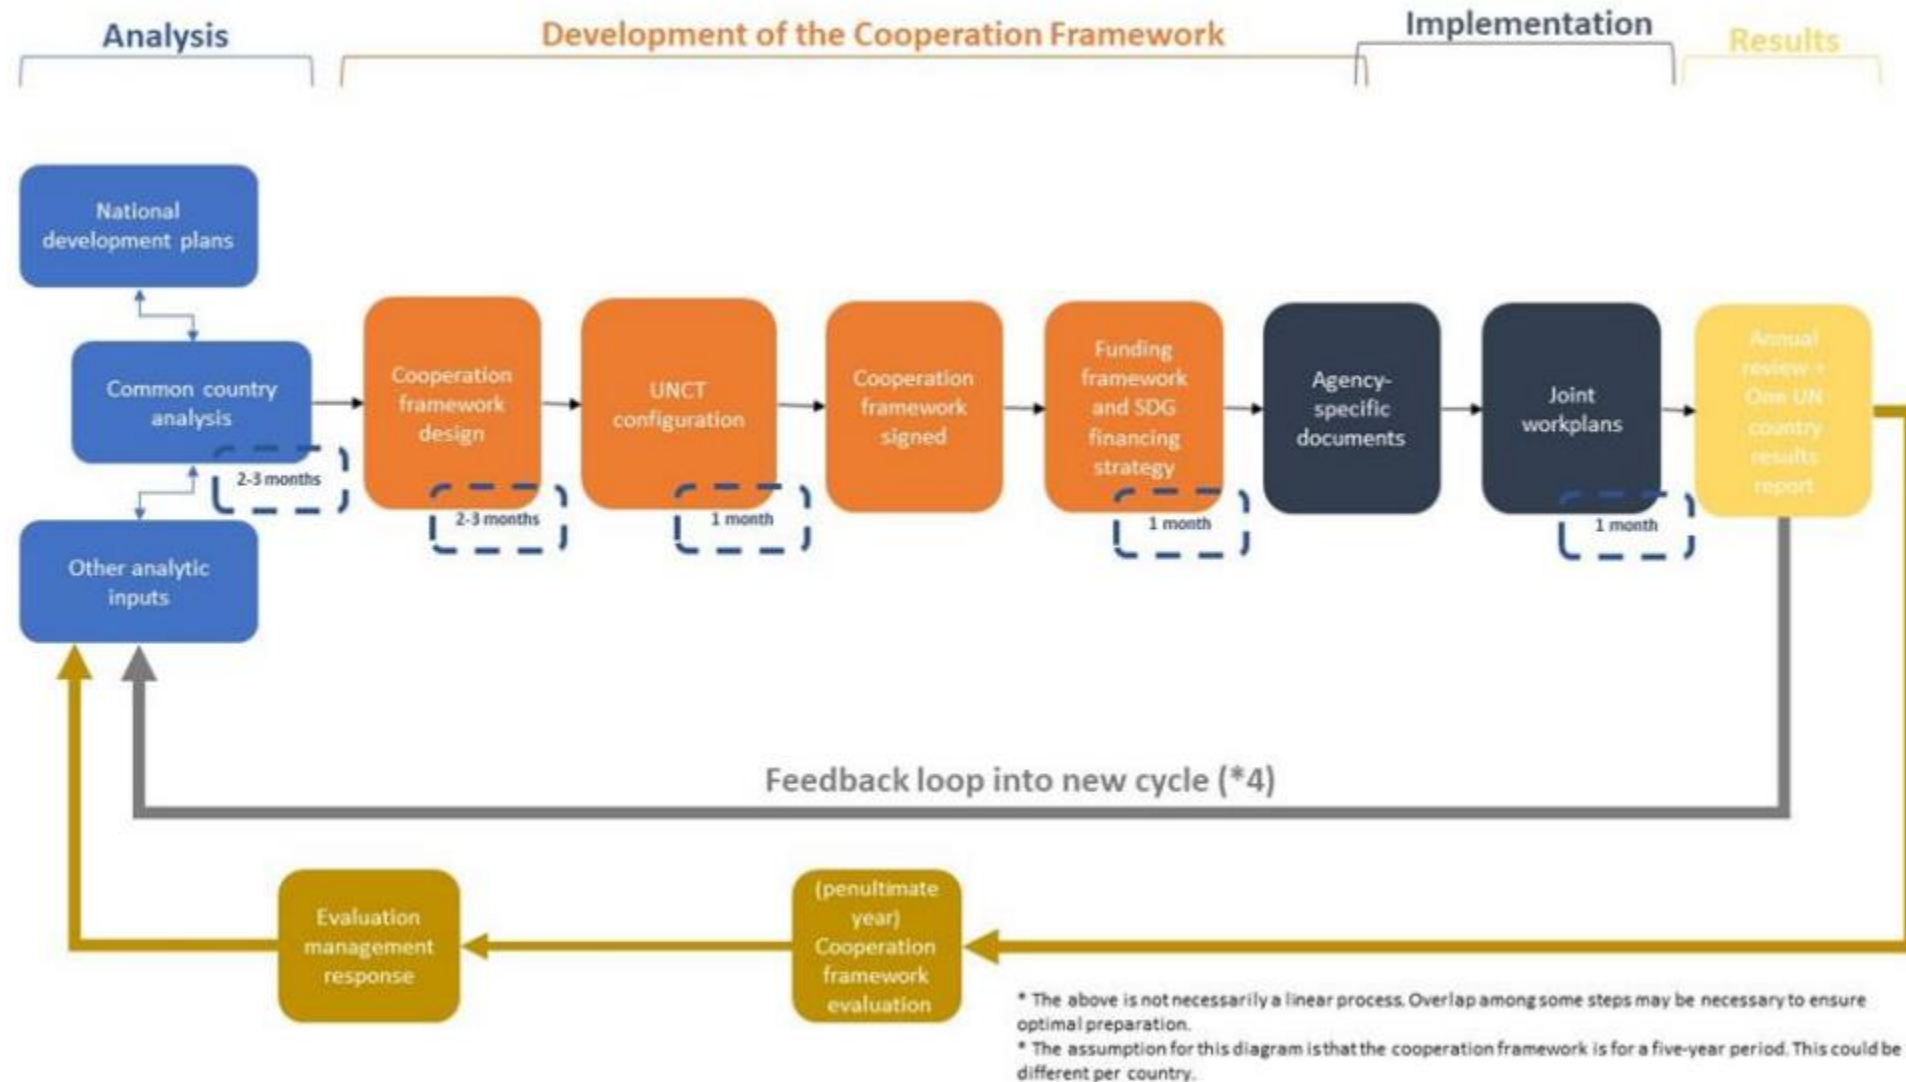 Analysis
Development of the Cooperation Framework
Implementation
Results
National
development plans
Common country
analysis
2-3 months
Other analytic
inputs
Cooperation
framework
design
2-3 months
UNCT
configuration
1 month
Cooperation
framework
signed
Funding
framework
and SDG
financing
strategy
1 month
Agency-
specific
documents
Joint
workplans
1 month
Annual
review +
One UN
country
results
report
Feedback loop into new cycle (*4)
Evaluation
management
response
(penultimate
year)
Cooperation
framework
evaluation
* The above is not necessarily a linear process. Overlap among some steps may be necessary to ensure
optimal preparation.
* The assumption for this diagram is that the cooperation framework is for a five-year period. This could be
different per country.